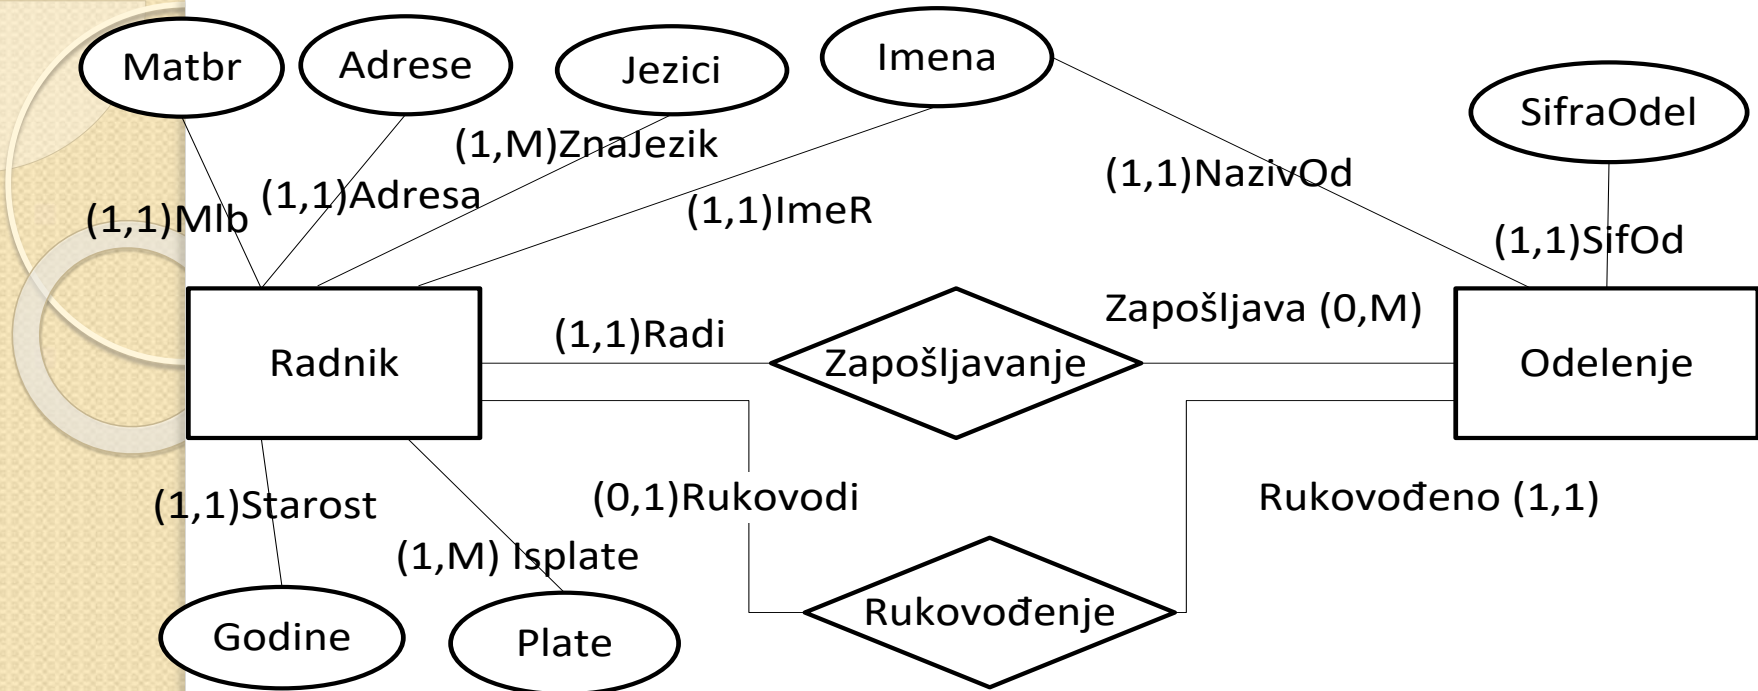 Matbr
Adrese
Jezici
Imena
SifraOdel
(1,M)ZnaJezik
(1,1)NazivOd
(1,1)Adresa
(1,1)Mlb
(1,1)ImeR
(1,1)SifOd
Zapošljava (0,M)
(1,1)Radi
Radnik
Zapošljavanje
Odelenje
(1,1)Starost
(0,1)Rukovodi
Rukovođeno (1,1)
(1,M) Isplate
Rukovođenje
Godine
Plate